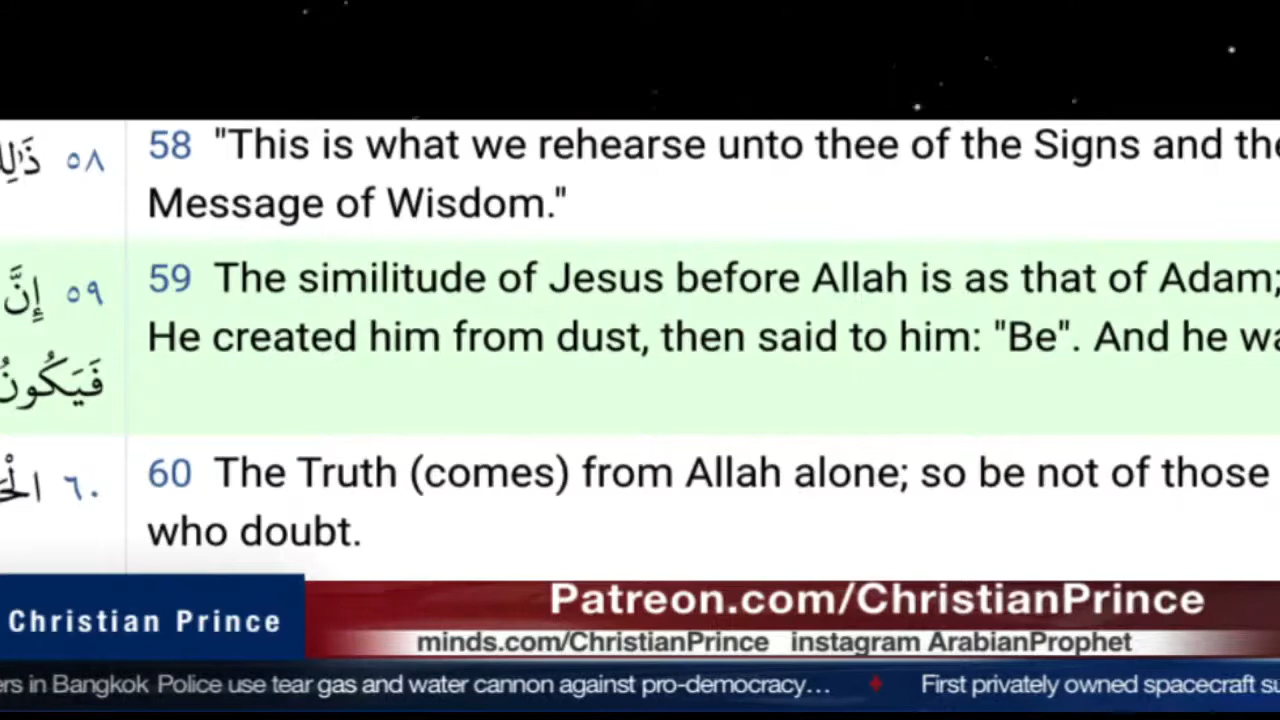 ٥٨ 58 "This is what we rehearse unto thee of the Signs and the
Message of Wisdom."
إِنَّ ٥٩ 59 The similitude of Jesus before Allah is as that of Adam;
فَيَكُونُ He created him from dust, then said to him: "Be". And he
٦٠ 60 The Truth (comes) from Allah alone; so be not of those
who doubt.
Christian Prince
Patreon.com/ChristianPrince
minds.com/ChristianPrince instagram ArabianProphet
in Bangkok Police use tear gas and water cannon against pro-democracy... First privately owned spacecraft